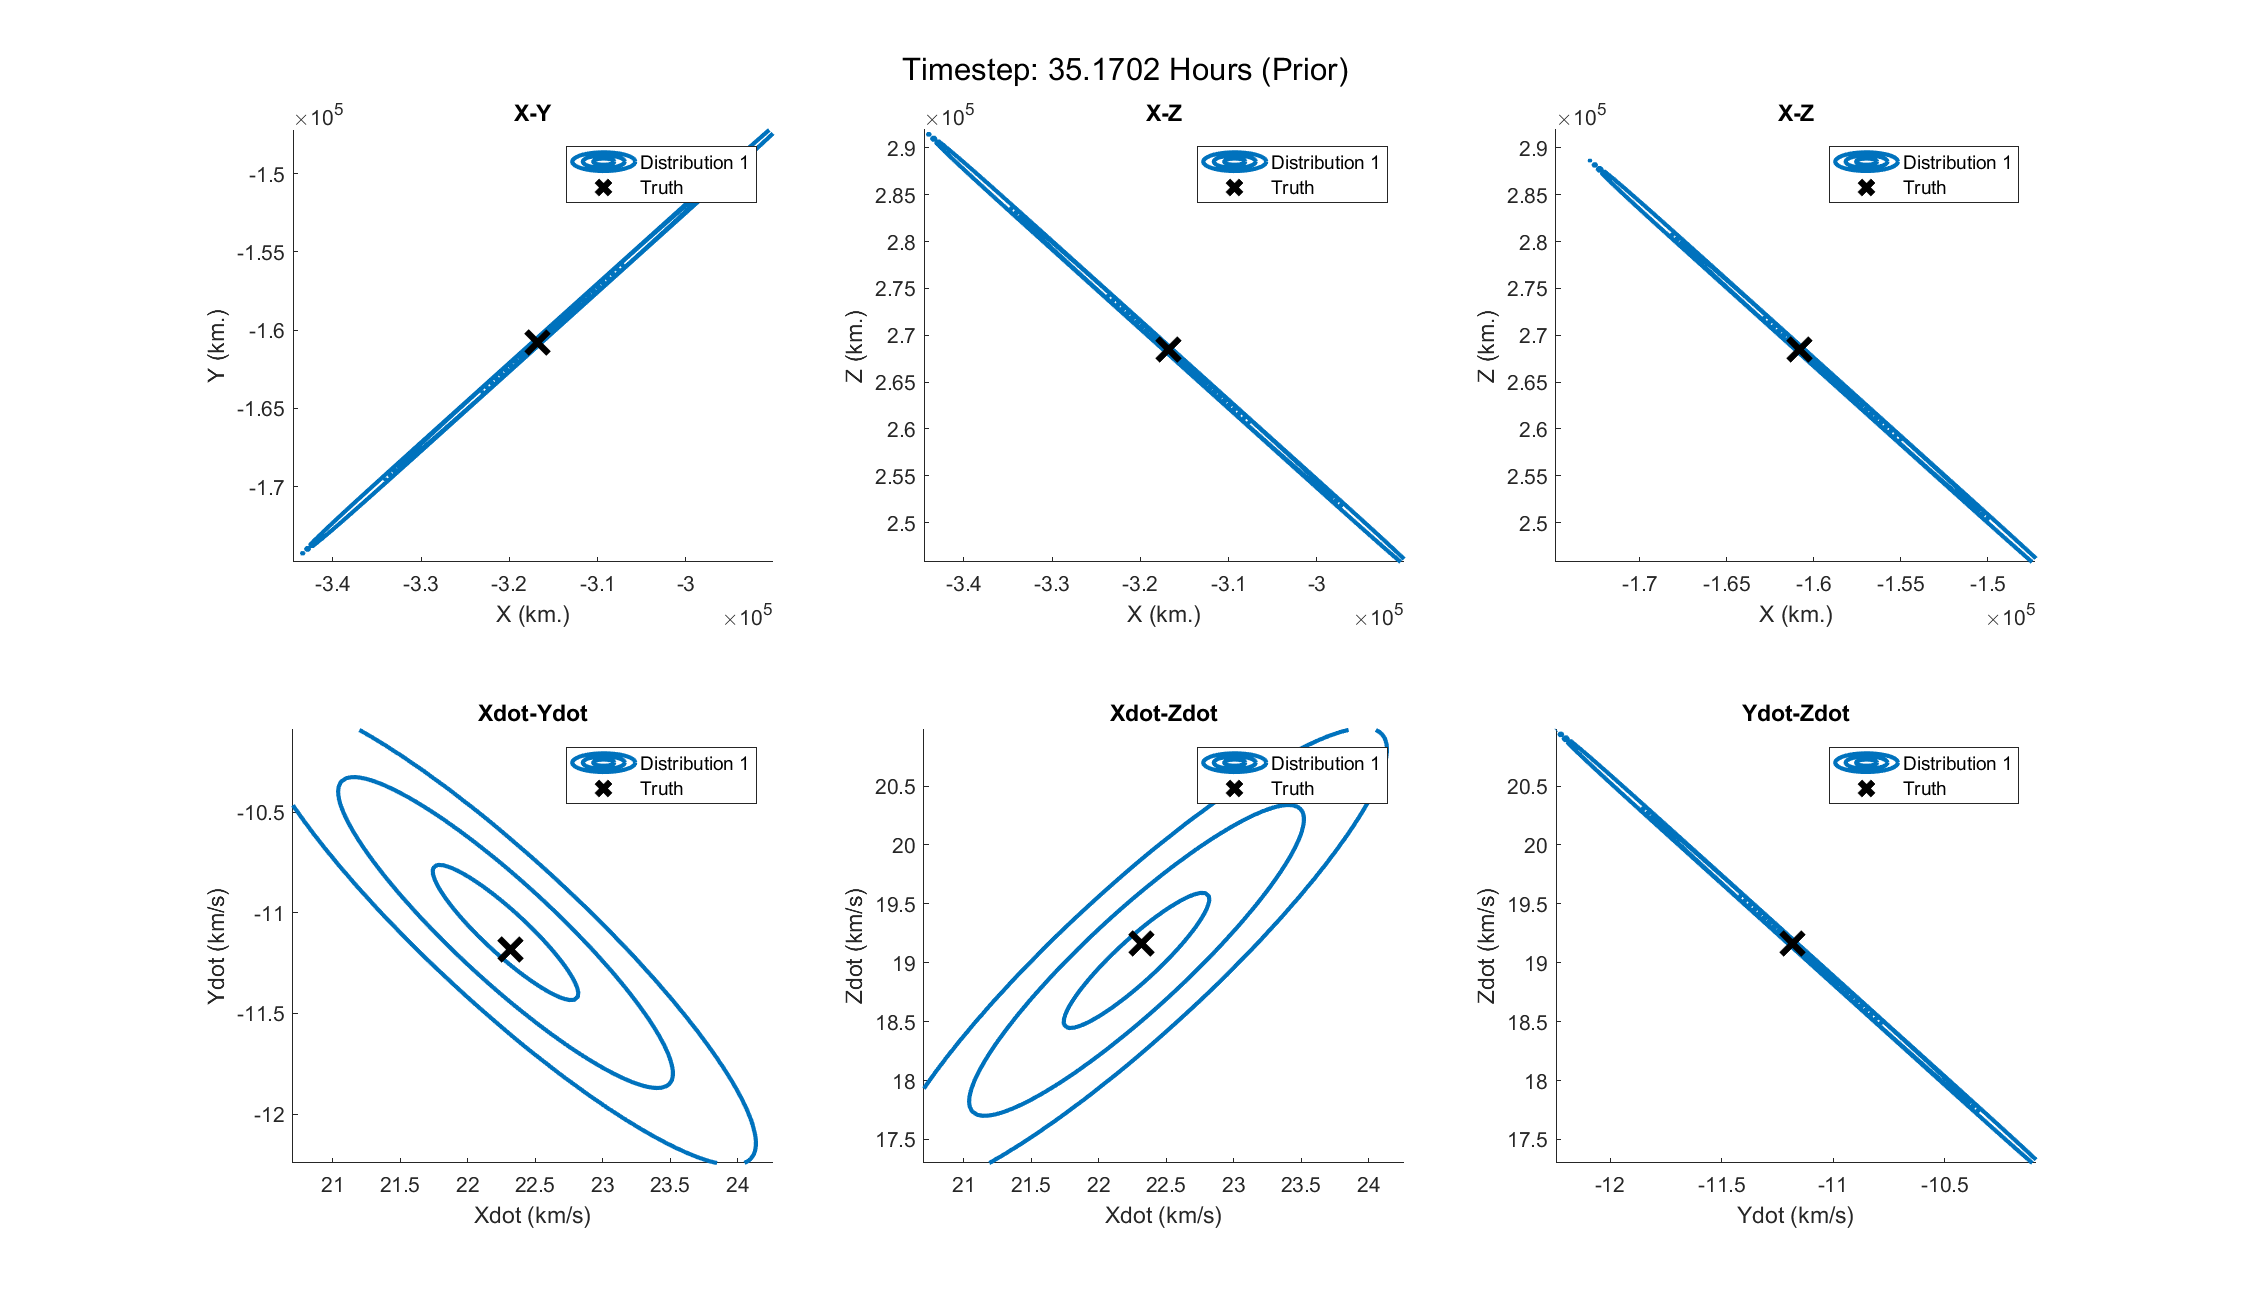 Timestep: 35.1702 Hours (Prior)
X-Y
×10^5
-1.5
-1.55
-1.6
-1.65
-1.7
Y (km.)
-3.4 -3.3 -3.2 -3.1 -3
X (km.)
×10^5
Distribution 1
Truth
X-Z
×10^5
2.9
2.85
2.8
2.75
2.7
2.65
2.6
2.55
2.5
Z (km.)
-3.4 -3.3 -3.2 -3.1 -3
X (km.)
×10^5
Distribution 1
Truth
X-Z
×10^5
2.9
2.85
2.8
2.75
2.7
2.65
2.6
2.55
2.5
Z (km.)
-1.7 -1.65 -1.6 -1.55 -1.5
X (km.)
×10^5
Distribution 1
Truth
Xdot-Ydot
-10.5
-11
-11.5
-12
Ydot (km/s)
21 21.5 22 22.5 23 23.5 24
Xdot (km/s)
Distribution 1
Truth
Xdot-Zdot
20.5
20
19.5
19
18.5
18
17.5
Zdot (km/s)
21 21.5 22 22.5 23 23.5 24
Xdot (km/s)
Distribution 1
Truth
Ydot-Zdot
20.5
20
19.5
19
18.5
18
17.5
Zdot (km/s)
-12 -11.5 -11 -10.5
Ydot (km/s)
Distribution 1
Truth